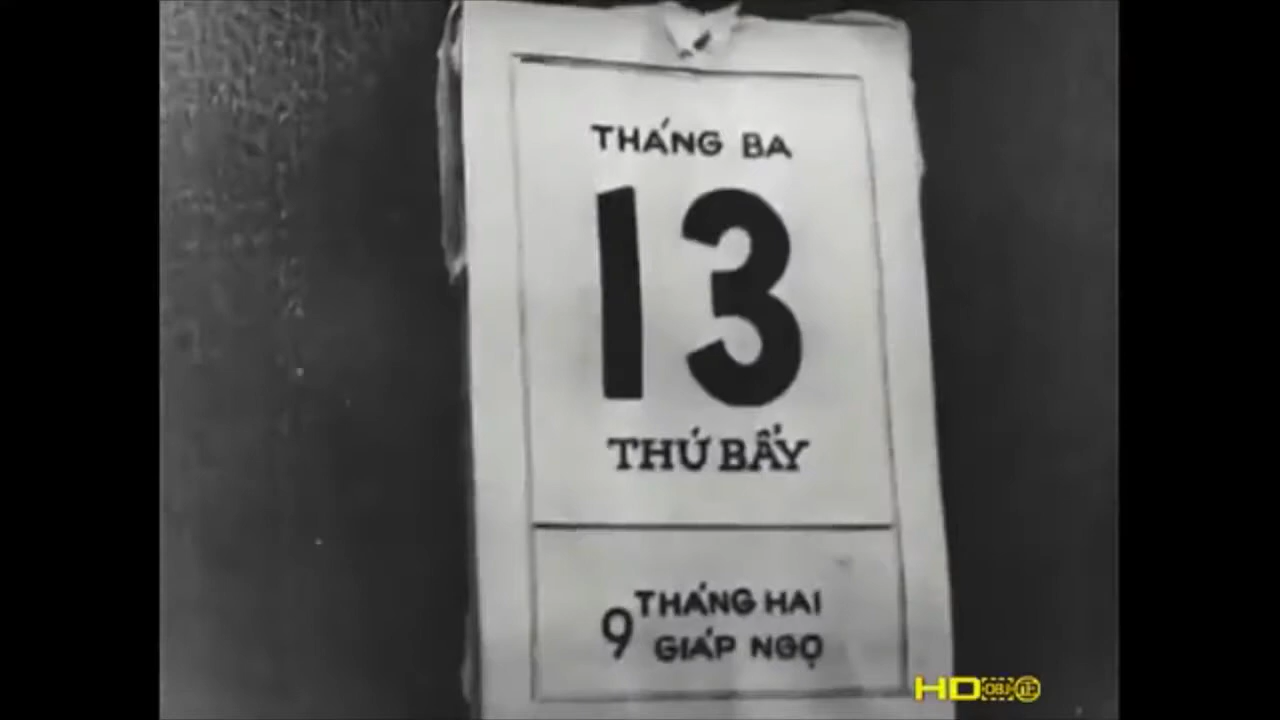 THÁNG BA
13
THỨ BẨY
9 THÁNG HAI
GIÁP NGỌ
HD